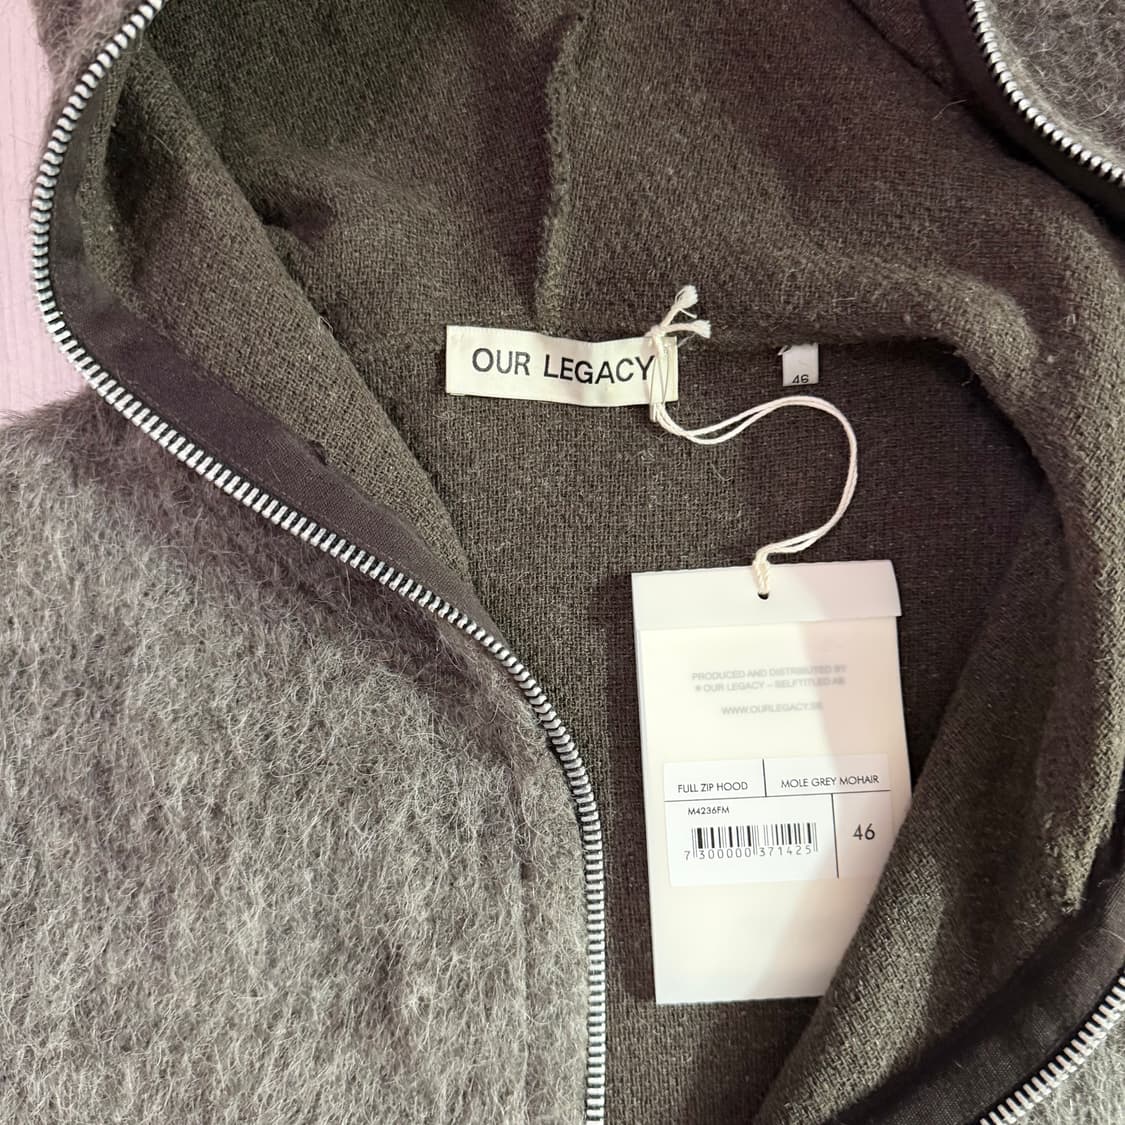 OUR LEGACY
46
PRODUCED AND DISTRIBUTED BY
® OUR LEGACY – SELFTITLED AB
WWW.OURLEGACY.SE
FULL ZIP HOOD
MOLE GREY MOHAIR
M4236FM
46
7 300000 371425